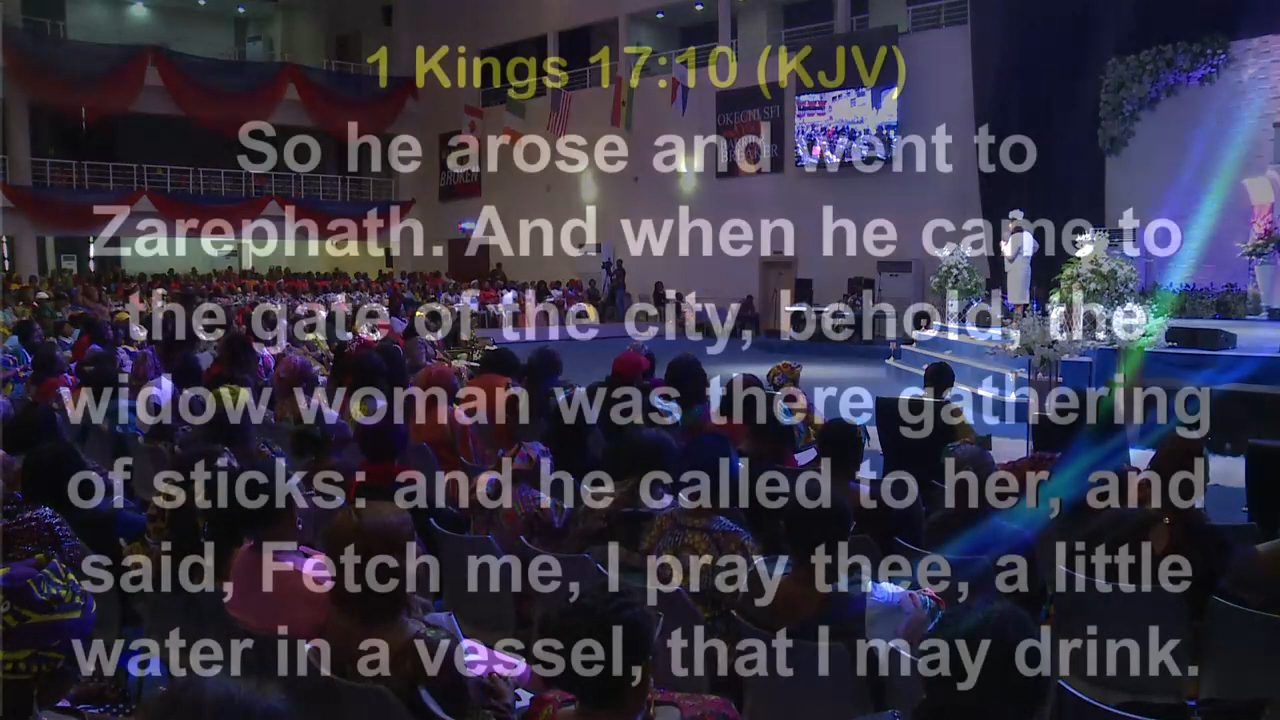 1 Kings 17:10 (KJV)
So he arose and went to
Zarephath. And when he came to
the gate of the city, behold, the
widow woman was there gathering
of sticks: and he called to her, and
said, Fetch me, I pray thee, a little
water in a vessel, that I may drink.
BROKER
BREAKER